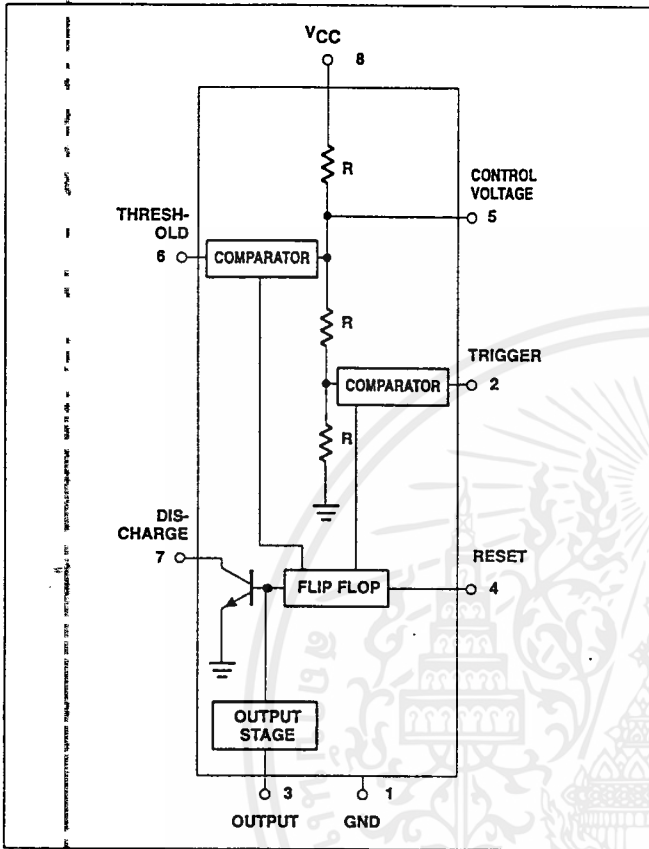 VCC
8
R
CONTROL
VOLTAGE
5
THRESH-
OLD
6
COMPARATOR
R
TRIGGER
COMPARATOR
2
R
DIS-
CHARGE
7
FLIP FLOP
RESET
4
OUTPUT
STAGE
3
1
OUTPUT
GND